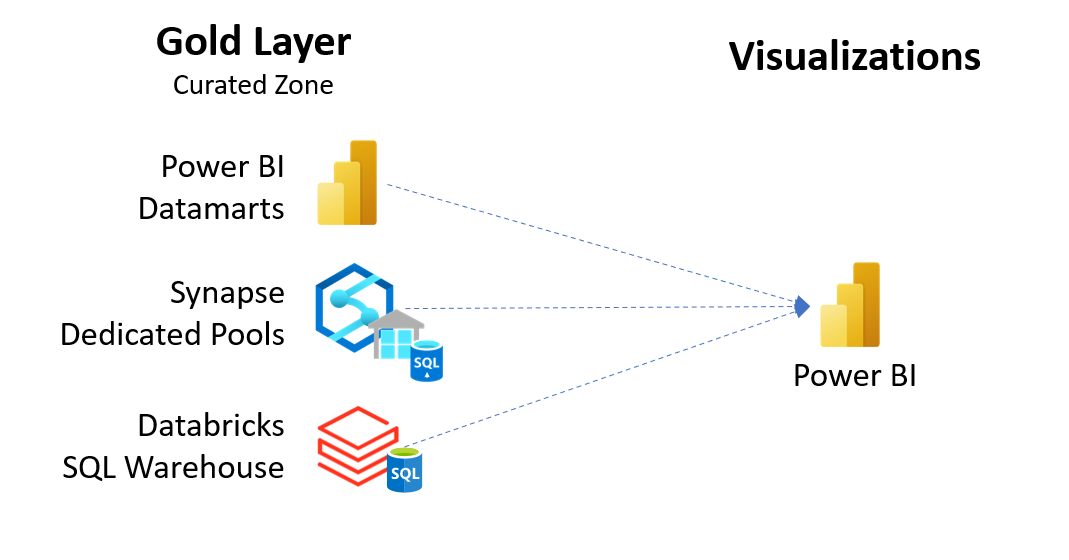 Gold Layer
Curated Zone
Visualizations
Power BI
Datamarts
Synapse
Dedicated Pools
SQL
Power BI
Databricks
SQL Warehouse
SQL